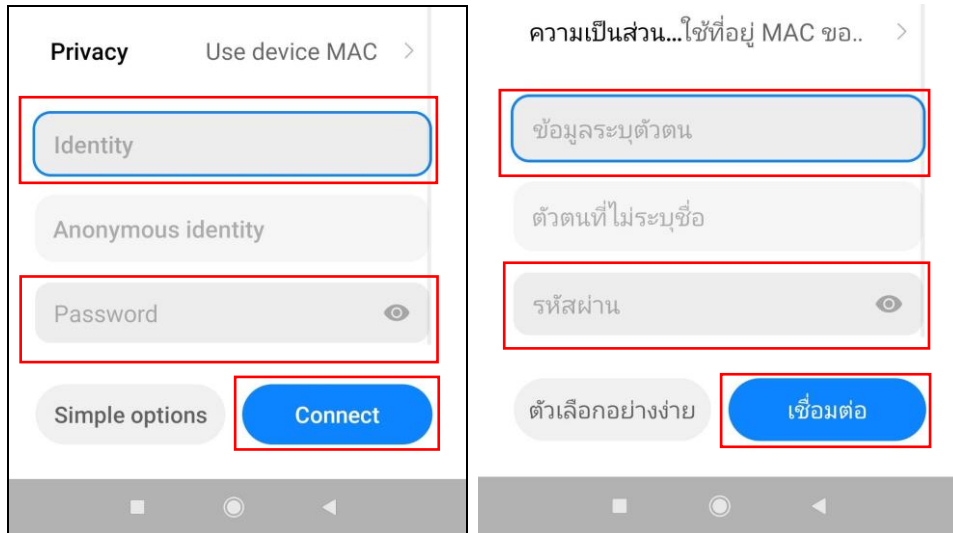 Privacy Use device MAC
Identity
Anonymous identity
Password
Simple options Connect
ความเป็นส่วน...ใช้ที่อยู่ MAC ขอ..
ข้อมูลระบุตัวตน
ตัวตนที่ไม่ระบุชื่อ
รหัสผ่าน
ตัวเลือกอย่างง่าย เชื่อมต่อ